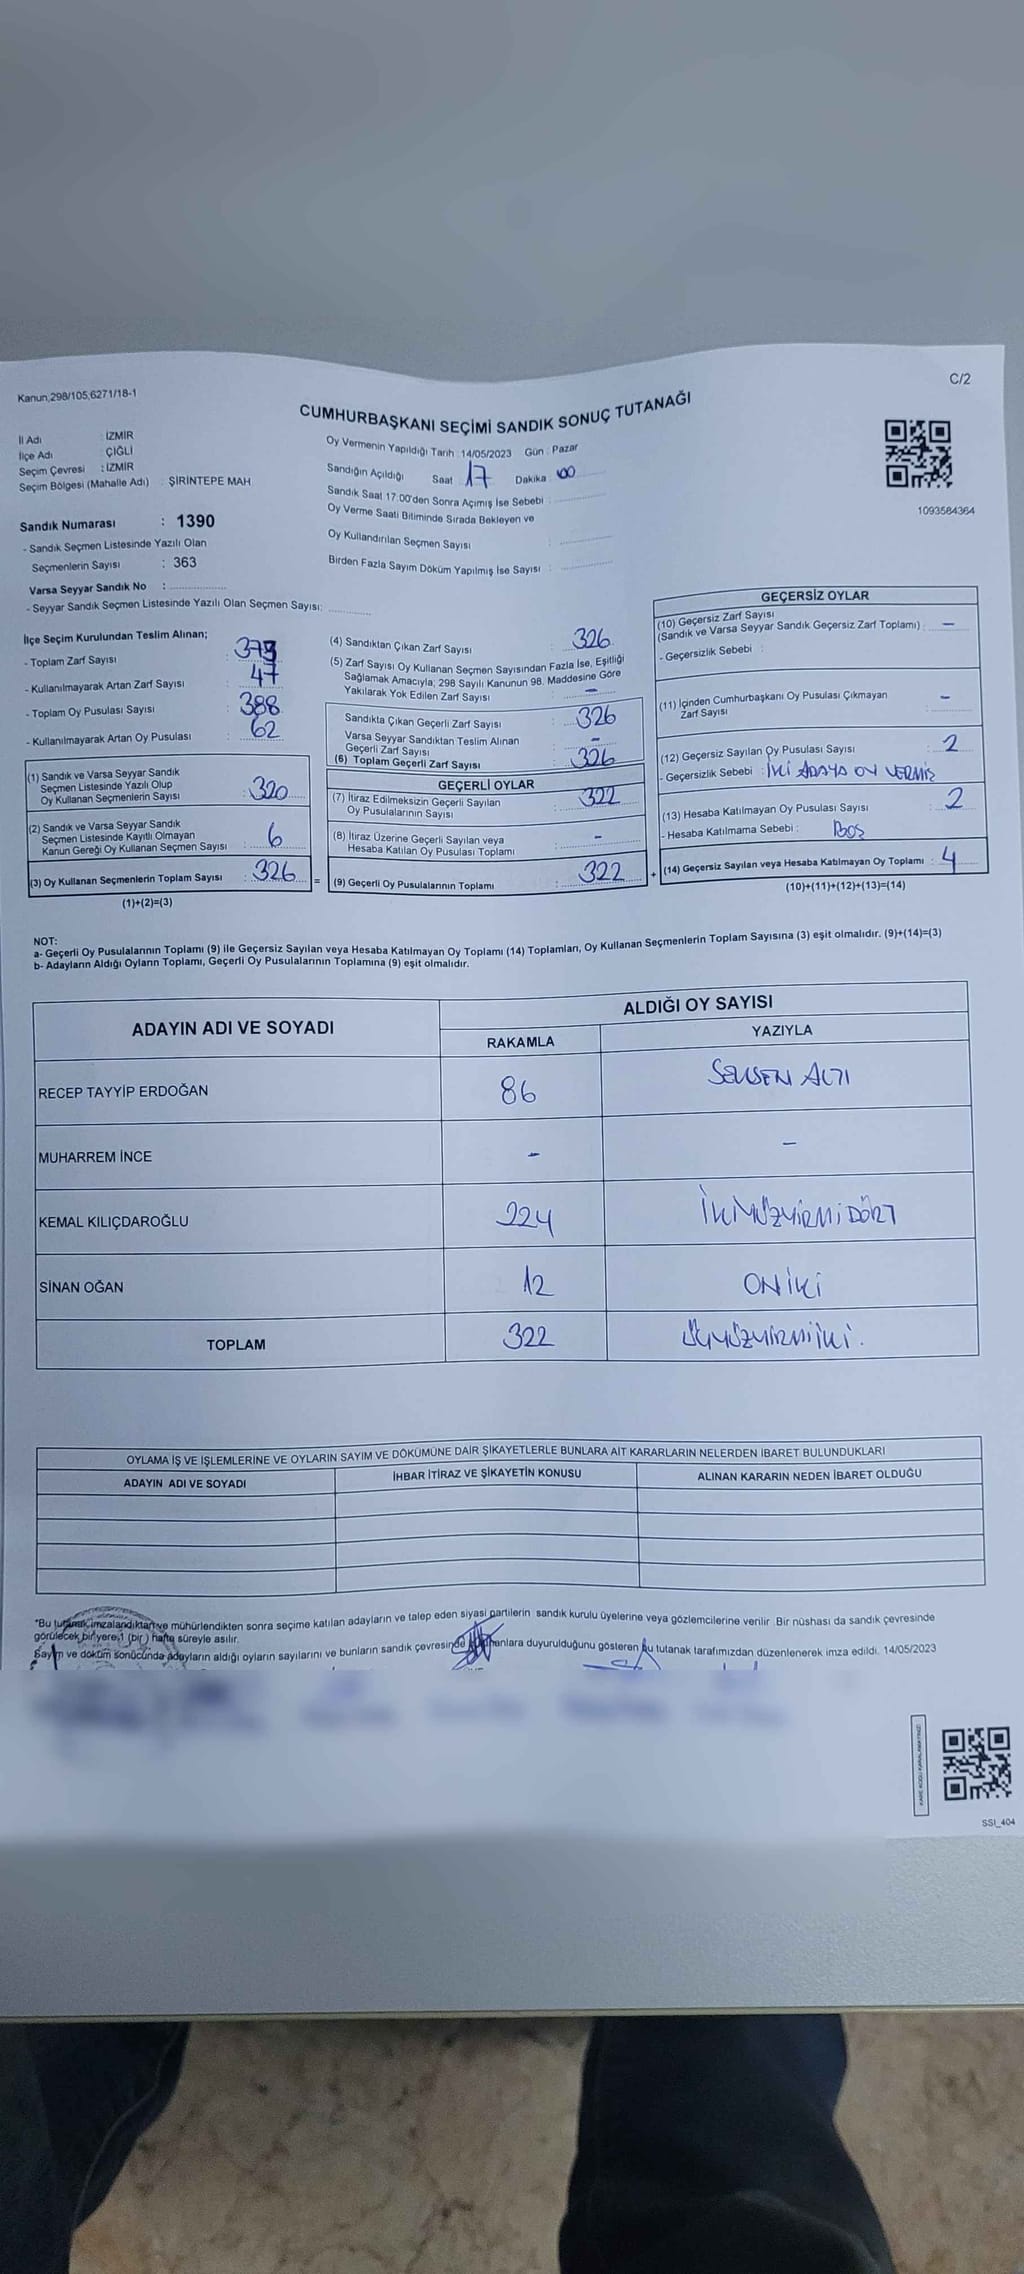 Kanun,298/105,6271/18-1
C/2
CUMHURBAŞKANI SEÇİMİ SANDIK SONUÇ TUTANAĞI
İl Adı : İZMİR
İlçe Adı : ÇİĞLİ
Seçim Çevresi : İZMİR
Seçim Bölgesi (Mahalle Adı) : ŞİRİNTEPE MAH
Oy Vermenin Yapıldığı Tarih : 14/05/2023 Gün : Pazar
Sandığın Açıldığı Saat 17 Dakika 00
Sandık Saat 17.00'den Sonra Açımış İse Sebebi :
Oy Verme Saati Bitiminde Sırada Bekleyen ve
Oy Kullandırılan Seçmen Sayısı :
Birden Fazla Sayım Döküm Yapılmış İse Sayısı :
1093584364
Sandık Numarası : 1390
- Sandık Seçmen Listesinde Yazılı Olan
Seçmenlerin Sayısı : 363
Varsa Seyyar Sandık No :
- Seyyar Sandık Seçmen Listesinde Yazılı Olan Seçmen Sayısı:
İlçe Seçim Kurulundan Teslim Alınan;
- Toplam Zarf Sayısı : 373
- Kullanılmayarak Artan Zarf Sayısı : 47
- Toplam Oy Pusulası Sayısı : 388
- Kullanılmayarak Artan Oy Pusulası : 62
(1) Sandık ve Varsa Seyyar Sandık
Seçmen Listesinde Yazılı Olup
Oy Kullanan Seçmenlerin Sayısı : 320
(2) Sandık ve Varsa Seyyar Sandık
Seçmen Listesinde Kayıtlı Olmayan
Kanun Gereği Oy Kullanan Seçmen Sayısı : 6
(3) Oy Kullanan Seçmenlerin Toplam Sayısı : 326 =
(1)+(2)=(3)
(4) Sandıktan Çıkan Zarf Sayısı : 326
(5) Zarf Sayısı Oy Kullanan Seçmen Sayısından Fazla İse, Eşitliği
Sağlamak Amacıyla; 298 Sayılı Kanunun 98. Maddesine Göre
Yakılarak Yok Edilen Zarf Sayısı : -
Sandıkta Çıkan Geçerli Zarf Sayısı : 326
Varsa Seyyar Sandıktan Teslim Alınan
Geçerli Zarf Sayısı : -
(6) Toplam Geçerli Zarf Sayısı : 326
GEÇERLİ OYLAR
(7) İtiraz Edilmeksizin Geçerli Sayılan
Oy Pusulalarının Sayısı : 322
(8) İtiraz Üzerine Geçerli Sayılan veya
Hesaba Katılan Oy Pusulası Toplamı : -
(9) Geçerli Oy Pusulalarının Toplamı : 322 +
GEÇERSİZ OYLAR
(10) Geçersiz Zarf Sayısı
(Sandık ve Varsa Seyyar Sandık Geçersiz Zarf Toplamı) : -
- Geçersizlik Sebebi :
(11) İçinden Cumhurbaşkanı Oy Pusulası Çıkmayan
Zarf Sayısı : -
(12) Geçersiz Sayılan Oy Pusulası Sayısı : 2
- Geçersizlik Sebebi : İKİ ADAYA OY VERMİŞ
(13) Hesaba Katılmayan Oy Pusulası Sayısı : 2
- Hesaba Katılmama Sebebi : BOŞ
(14) Geçersiz Sayılan veya Hesaba Katılmayan Oy Toplamı : 4
(10)+(11)+(12)+(13)=(14)
NOT:
a- Geçerli Oy Pusulalarının Toplamı (9) ile Geçersiz Sayılan veya Hesaba Katılmayan Oy Toplamı (14) Toplamları, Oy Kullanan Seçmenlerin Toplam Sayısına (3) eşit olmalıdır. (9)+(14)=(3)
b- Adayların Aldığı Oyların Toplamı, Geçerli Oy Pusulalarının Toplamına (9) eşit olmalıdır.
ADAYIN ADI VE SOYADI
ALDIĞI OY SAYISI
RAKAMLA YAZIYLA
RECEP TAYYİP ERDOĞAN 86 SEKSEN ALTI
MUHARREM İNCE - -
KEMAL KILIÇDAROĞLU 224 İKİYÜZYİRMİDÖRT
SİNAN OĞAN 12 ONİKİ
TOPLAM 322 ÜÇYÜZYİRMİİKİ.
OYLAMA İŞ VE İŞLEMLERİNE VE OYLARIN SAYIM VE DÖKÜMÜNE DAİR ŞİKAYETLERLE BUNLARA AİT KARARLARIN NELERDEN İBARET BULUNDUKLARI
ADAYIN ADI VE SOYADI İHBAR İTİRAZ VE ŞİKAYETİN KONUSU ALINAN KARARIN NEDEN İBARET OLDUĞU
*Bu tutanak imzalandıktan ve mühürlendikten sonra seçime katılan adayların ve talep eden siyasi partilerin sandık kurulu üyelerine veya gözlemcilerine verilir. Bir nüshası da sandık çevresinde
görülecek bir yere 1 (bir) hafta süreyle asılır.
Sayım ve döküm sonucunda adayların aldığı oyların sayılarını ve bunların sandık çevresinde duyurulduğunu gösteren bu tutanak tarafımızdan düzenlenerek imza edildi. 14/05/2023
SSI_404